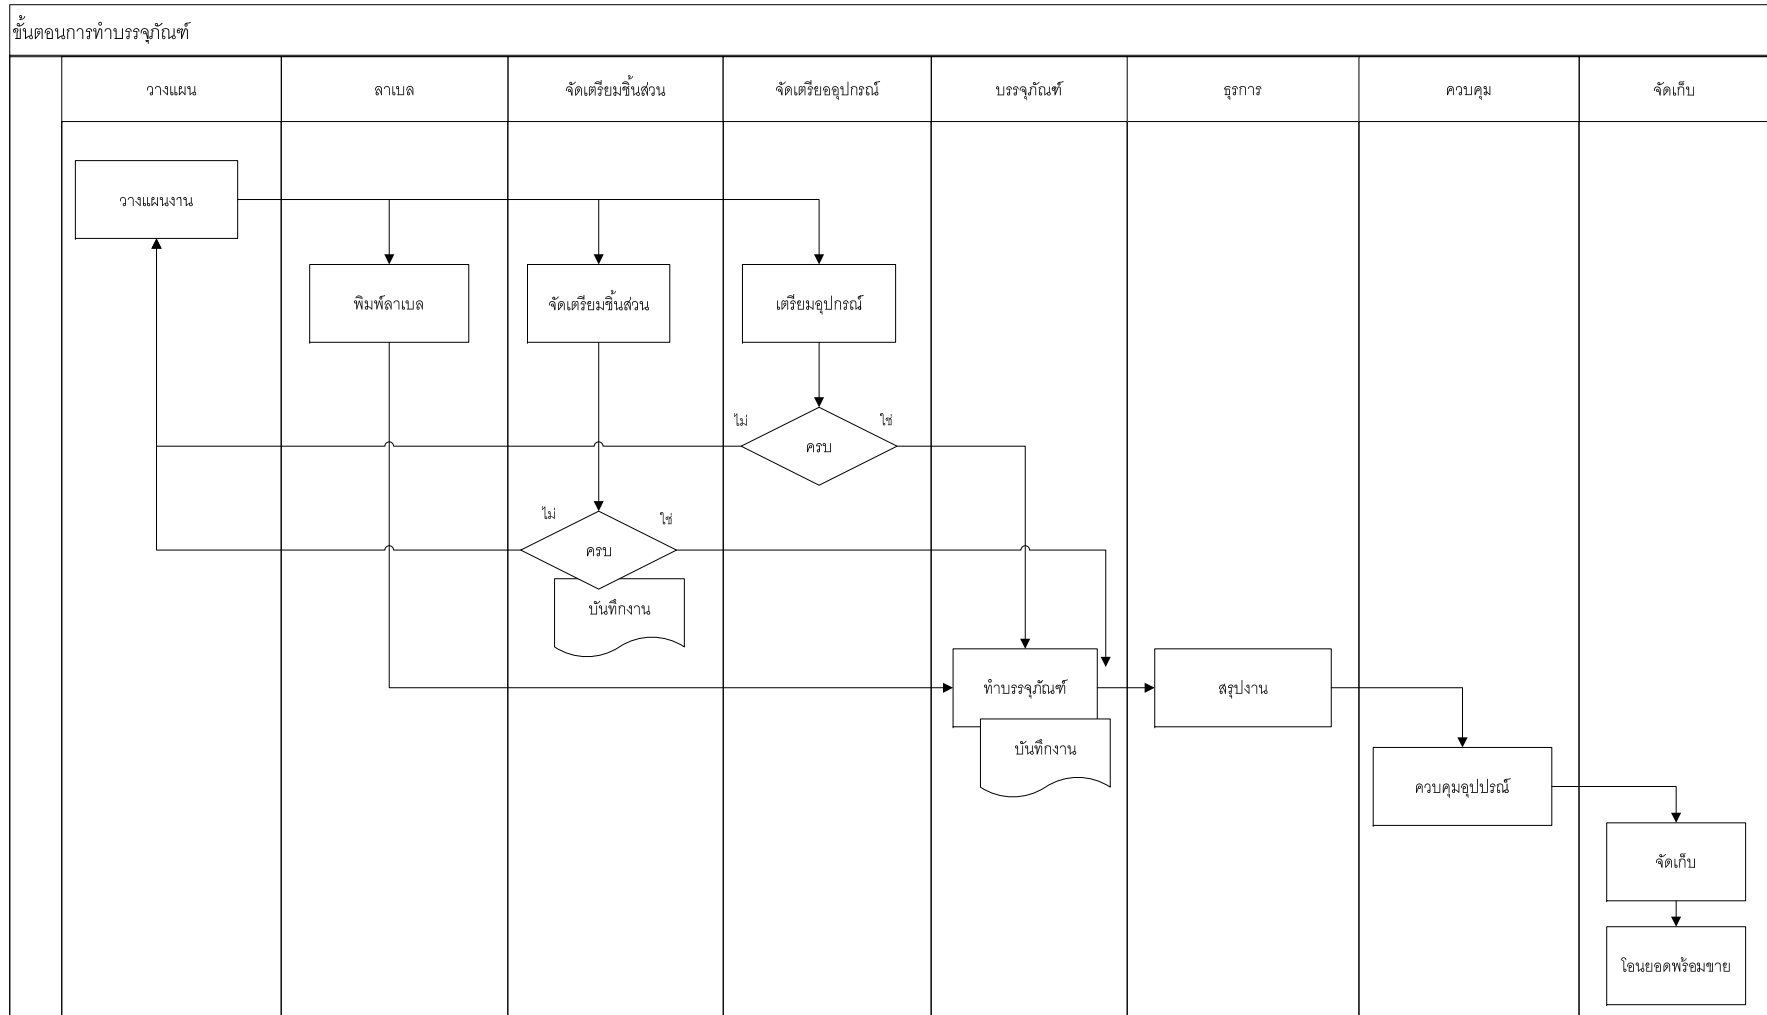 ขั้นตอนการทำบรรจุภัณฑ์
วางแผน
ลาเบล
จัดเตรียมชิ้นส่วน
จัดเตรียออุปกรณ์
บรรจุภัณฑ์
ธุรการ
ควบคุม
จัดเก็บ
วางแผนงาน
พิมพ์ลาเบล
จัดเตรียมชิ้นส่วน
เตรียมอุปกรณ์
ไม่
ใช่
ครบ
ไม่
ใช่
ครบ
บันทึกงาน
ทำบรรจุภัณฑ์
สรุปงาน
บันทึกงาน
ควบคุมอุปปรณ์
จัดเก็บ
โอนยอดพร้อมขาย